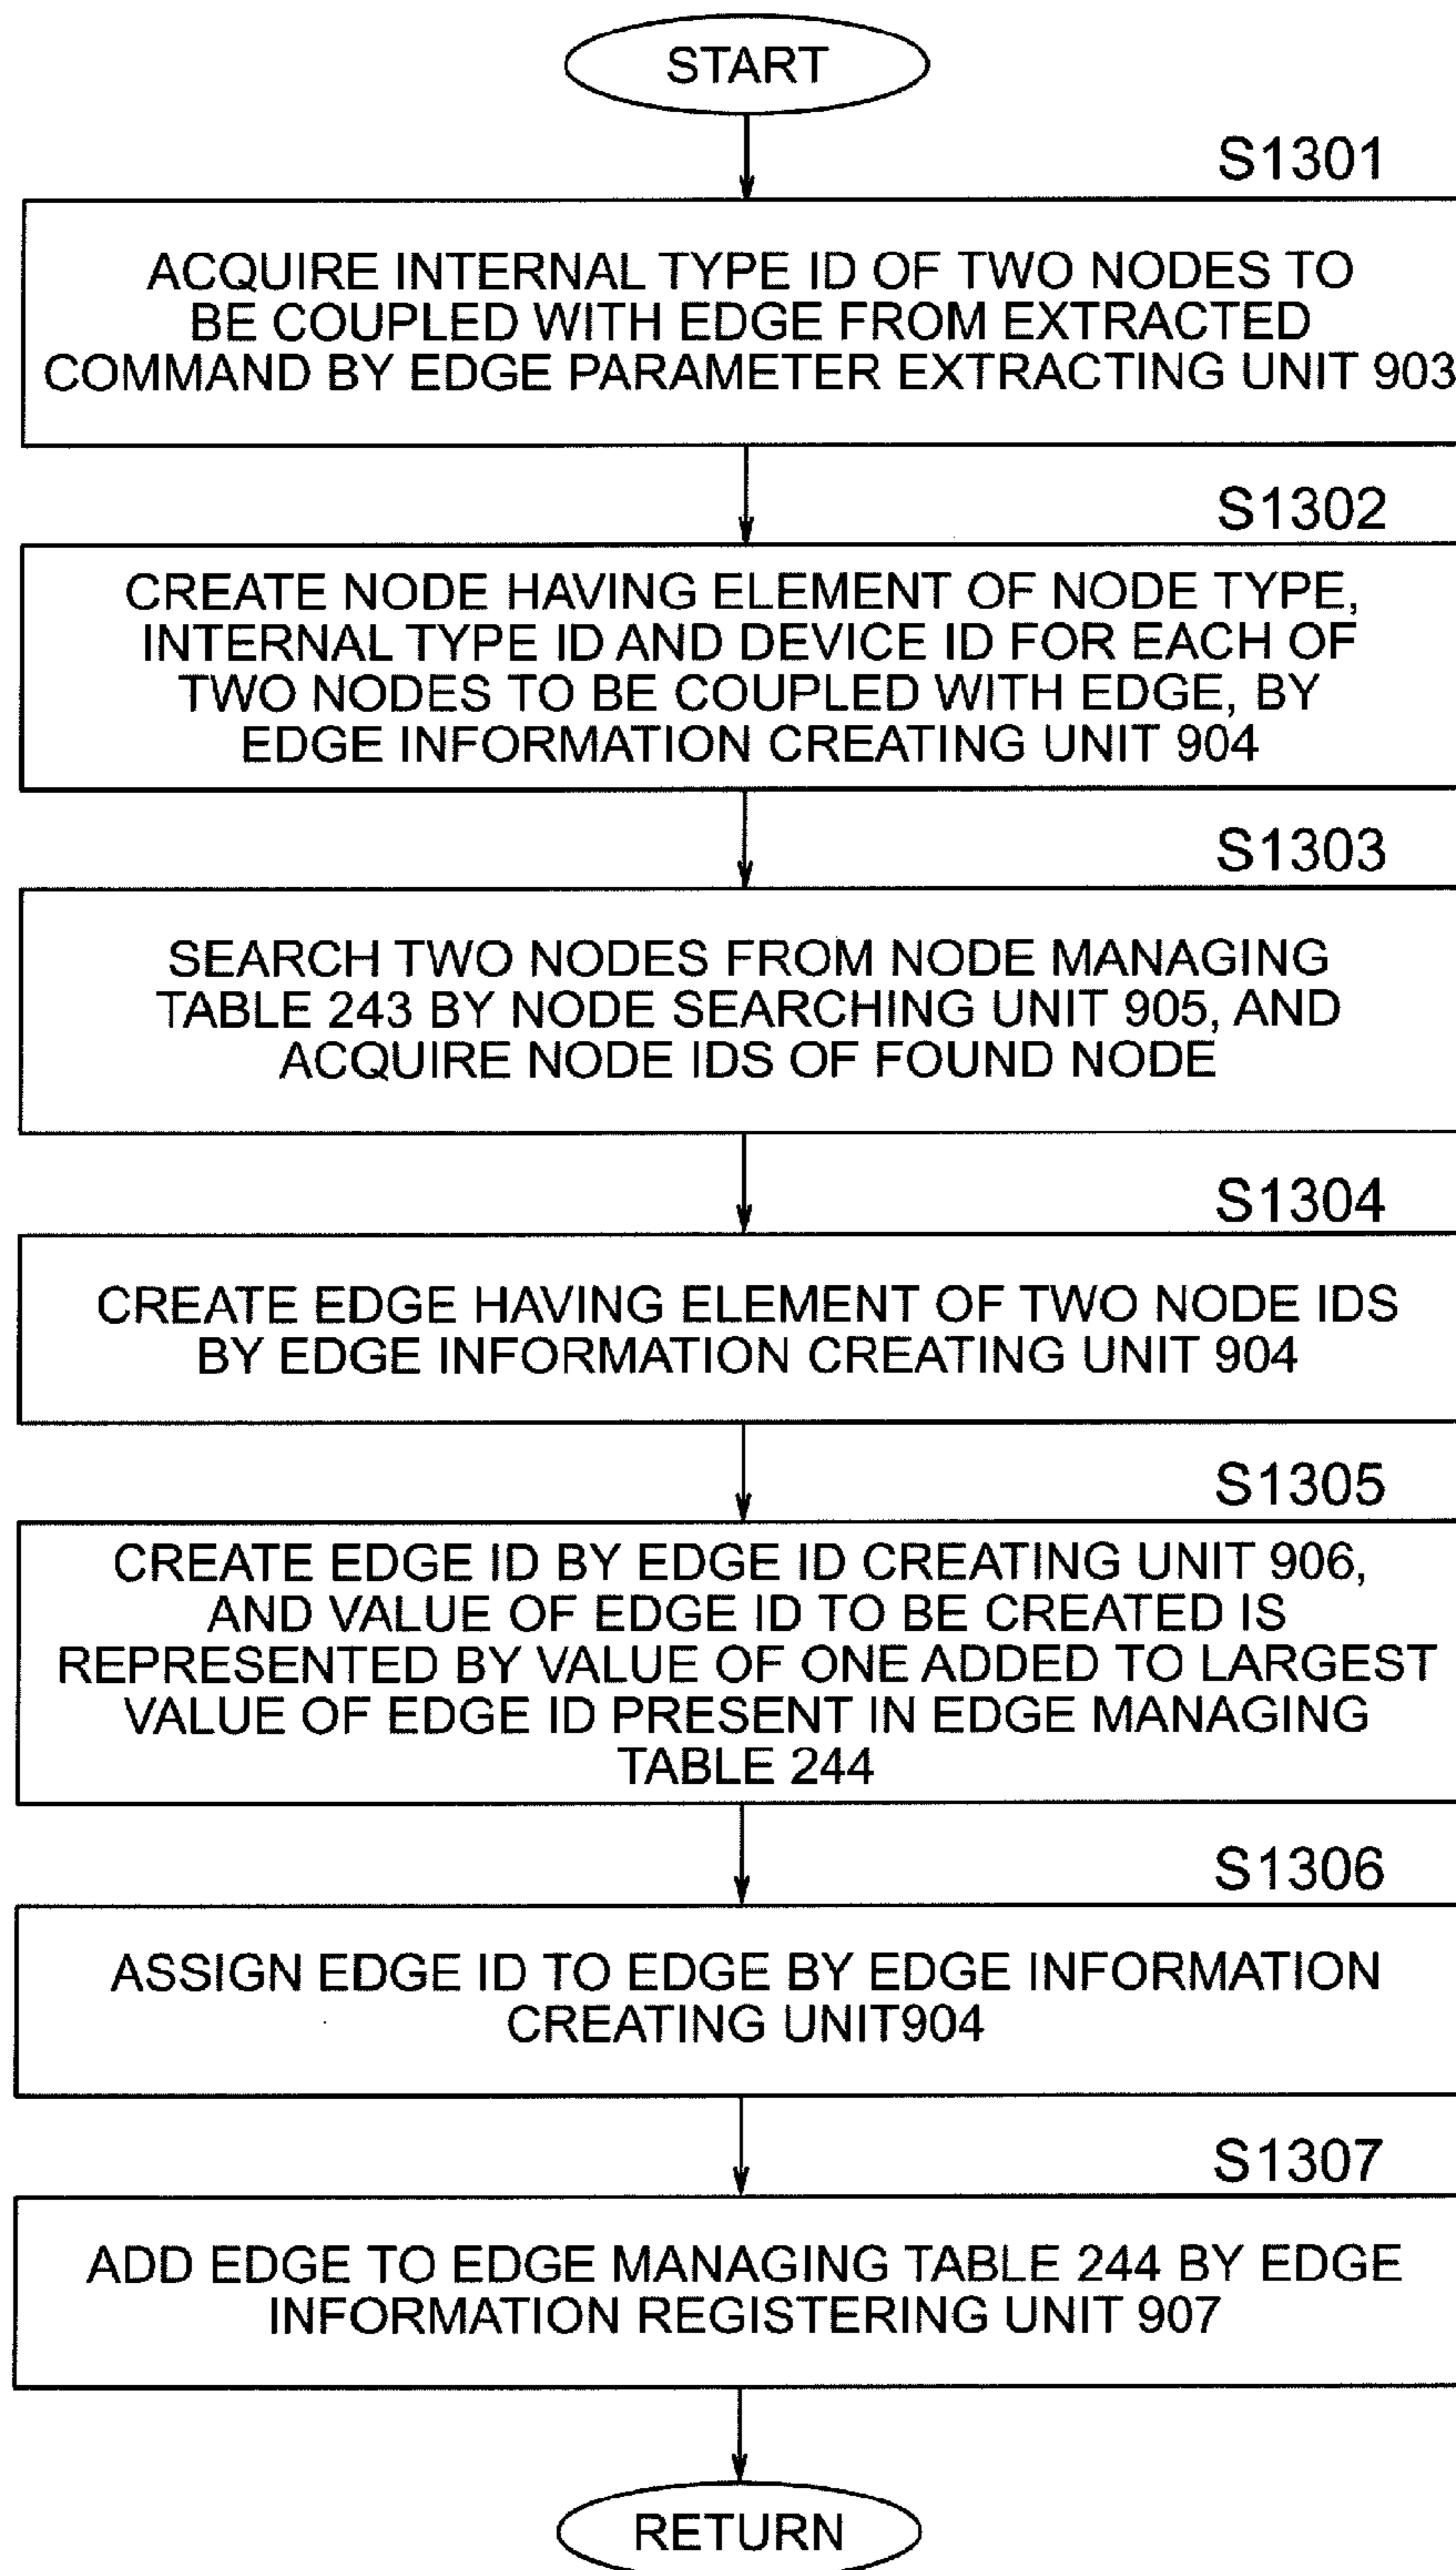 START
S1301
ACQUIRE INTERNAL TYPE ID OF TWO NODES TO
BE COUPLED WITH EDGE FROM EXTRACTED
COMMAND BY EDGE PARAMETER EXTRACTING UNIT 903
S1302
CREATE NODE HAVING ELEMENT OF NODE TYPE,
INTERNAL TYPE ID AND DEVICE ID FOR EACH OF
TWO NODES TO BE COUPLED WITH EDGE, BY
EDGE INFORMATION CREATING UNIT 904
S1303
SEARCH TWO NODES FROM NODE MANAGING
TABLE 243 BY NODE SEARCHING UNIT 905, AND
ACQUIRE NODE IDS OF FOUND NODE
S1304
CREATE EDGE HAVING ELEMENT OF TWO NODE IDS
BY EDGE INFORMATION CREATING UNIT 904
S1305
CREATE EDGE ID BY EDGE ID CREATING UNIT 906,
AND VALUE OF EDGE ID TO BE CREATED IS
REPRESENTED BY VALUE OF ONE ADDED TO LARGEST
VALUE OF EDGE ID PRESENT IN EDGE MANAGING
TABLE 244
S1306
ASSIGN EDGE ID TO EDGE BY EDGE INFORMATION
CREATING UNIT904
S1307
ADD EDGE TO EDGE MANAGING TABLE 244 BY EDGE
INFORMATION REGISTERING UNIT 907
RETURN